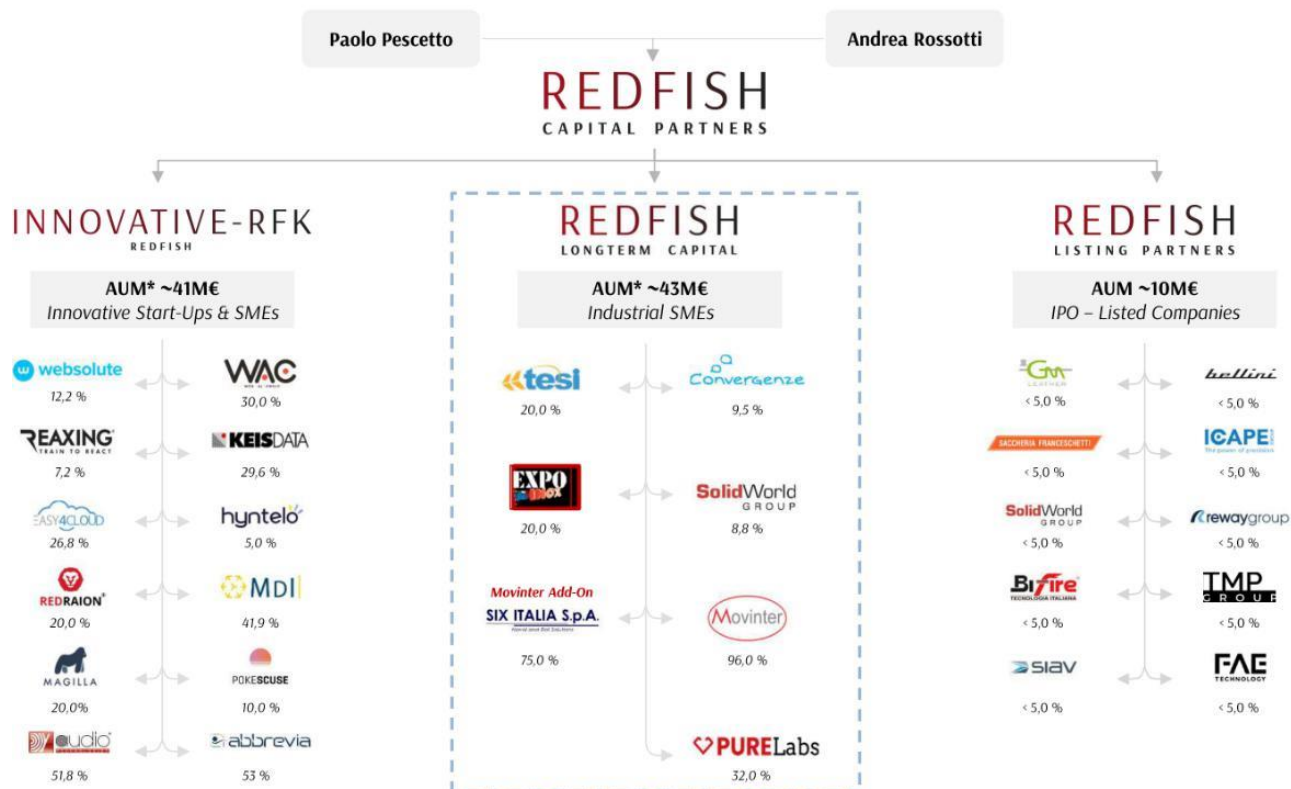 Paolo Pescetto
Andrea Rossotti
REDFISH
CAPITAL PARTNERS
INNOVATIVE-RFK
REDFISH
AUM* ~41M€
Innovative Start-Ups & SMEs
websolute
12,2 %
WAC
30,0 %
REAXING
TRAIN TO REACT
7,2 %
KEISDATA
29,6 %
EASY4CLOUD
26,8 %
hyntelo
5,0 %
REDRAION
20,0 %
MDI
41,9 %
MAGILLA
20,0%
POKESCUSE
10,0 %
audio
51,8 %
abbrevia
53 %
REDFISH
LONGTERM CAPITAL
AUM* ~43M€
Industrial SMEs
tesi
20,0 %
Convergenze
9,5 %
EXPO
INOX
20,0 %
SolidWorld
GROUP
8,8 %
Movinter Add-On
SIX ITALIA S.p.A.
75,0 %
Movinter
96,0 %
PURELabs
32,0 %
REDFISH
LISTING PARTNERS
AUM ~10M€
IPO – Listed Companies
GM
LEATHER
< 5,0 %
bellini
< 5,0 %
SACCHERIA FRANCESCHETTI
< 5,0 %
ICAPE
The power of precision
< 5,0 %
SolidWorld
GROUP
< 5,0 %
rewaygroup
< 5,0 %
BiFire
TECNOLOGIA ITALIANA
< 5,0 %
TMP
GROUP
< 5,0 %
SIAV
< 5,0 %
FAE
TECHNOLOGY
< 5,0 %